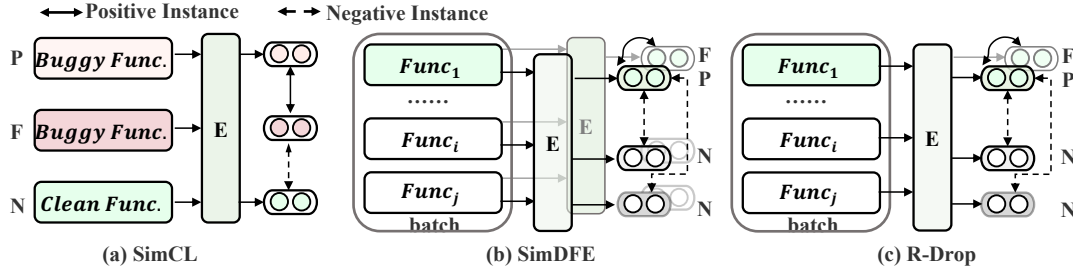 Positive Instance
Negative Instance
P
Buggy Func.
F
Buggy Func.
N
Clean Func.
E
(a) SimCL
Func1
......
Funci
Funcj
batch
E
E
F
P
N
N
(b) SimDFE
Func1
......
Funci
Funcj
batch
E
F
P
N
N
(c) R-Drop